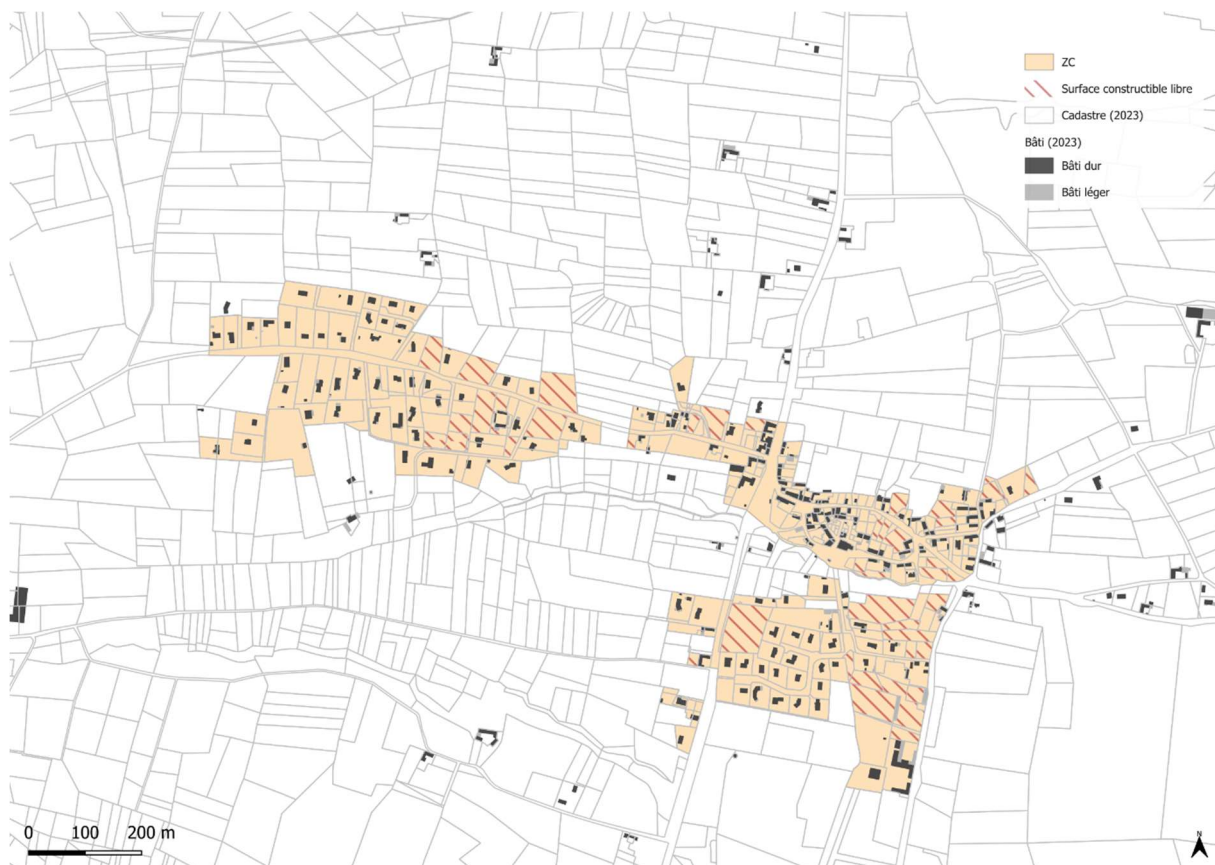 ZC
Surface constructible libre
Cadastre (2023)
Bâti (2023)
Bâti dur
Bâti léger
0 100 200 m
N